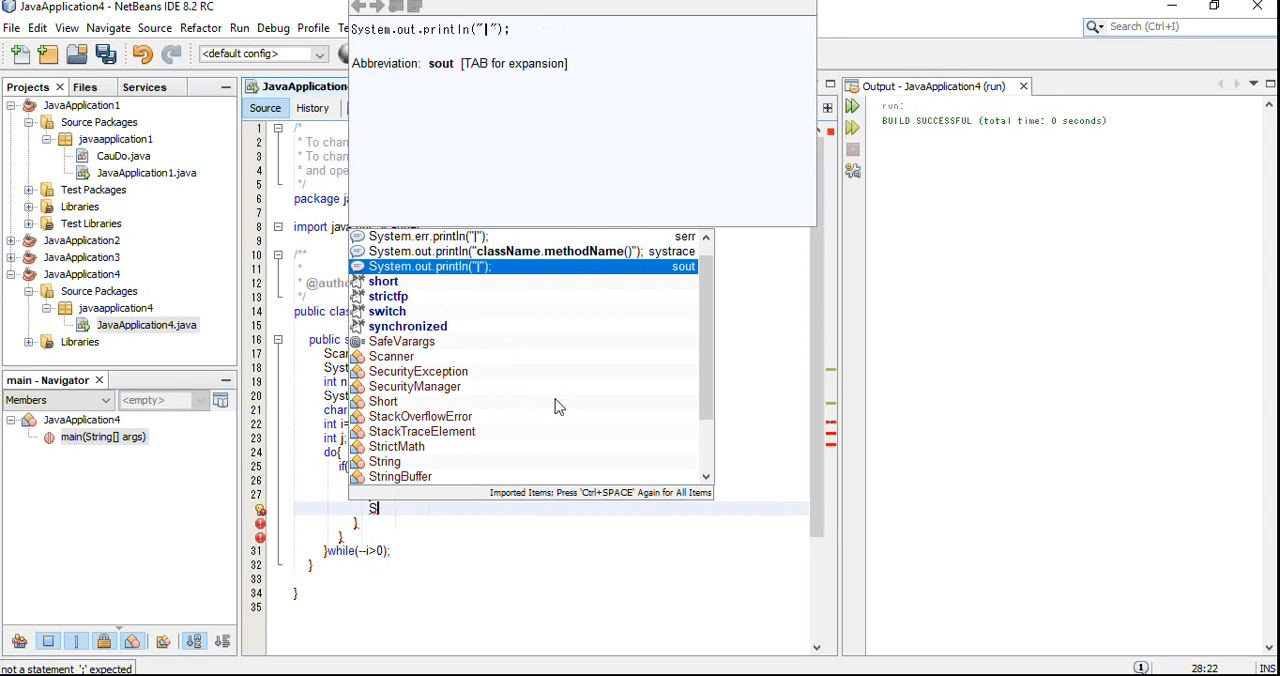 JavaApplication4 - NetBeans IDE 8.2 RC
File Edit View Navigate Source Refactor Run Debug Profile
Search (Ctrl+I)
<default config>
System.out.println("|");
Abbreviation: sout [TAB for expansion]
Projects Files Services
JavaApplication1
Source Packages
javaapplication1
CauDo.java
JavaApplication1.java
Test Packages
Libraries
Test Libraries
JavaApplication2
JavaApplication3
JavaApplication4
Source Packages
javaapplication4
JavaApplication4.java
Libraries
main - Navigator
Members <empty>
JavaApplication4
main(String[] args)
Source History
1 /*
2 * To chan
3 * To chan
4 * and ope
5 */
6 package
7
8 import
9
10 /**
11 *
12 * @autho
13 */
14 public clas
15
16 public s
17 Scan
18 Syst
19 int n
20 Syst
21 char
22 int i=
23 int j;
24 do{
25 if(
26
27
S
}
}
31 }while(--i>0);
32 }
33
34 }
35
System.err.println("|"); serr
System.out.println("className.methodName()"); systrace
System.out.println("|"); sout
short
strictfp
switch
synchronized
SafeVarargs
Scanner
SecurityException
SecurityManager
Short
StackOverflowError
StackTraceElement
StrictMath
String
StringBuffer
Imported Items; Press 'Ctrl+SPACE' Again for All Items
Output - JavaApplication4 (run)
run:
BUILD SUCCESSFUL (total time: 0 seconds)
not a statement ';' expected
1 28:22 INS